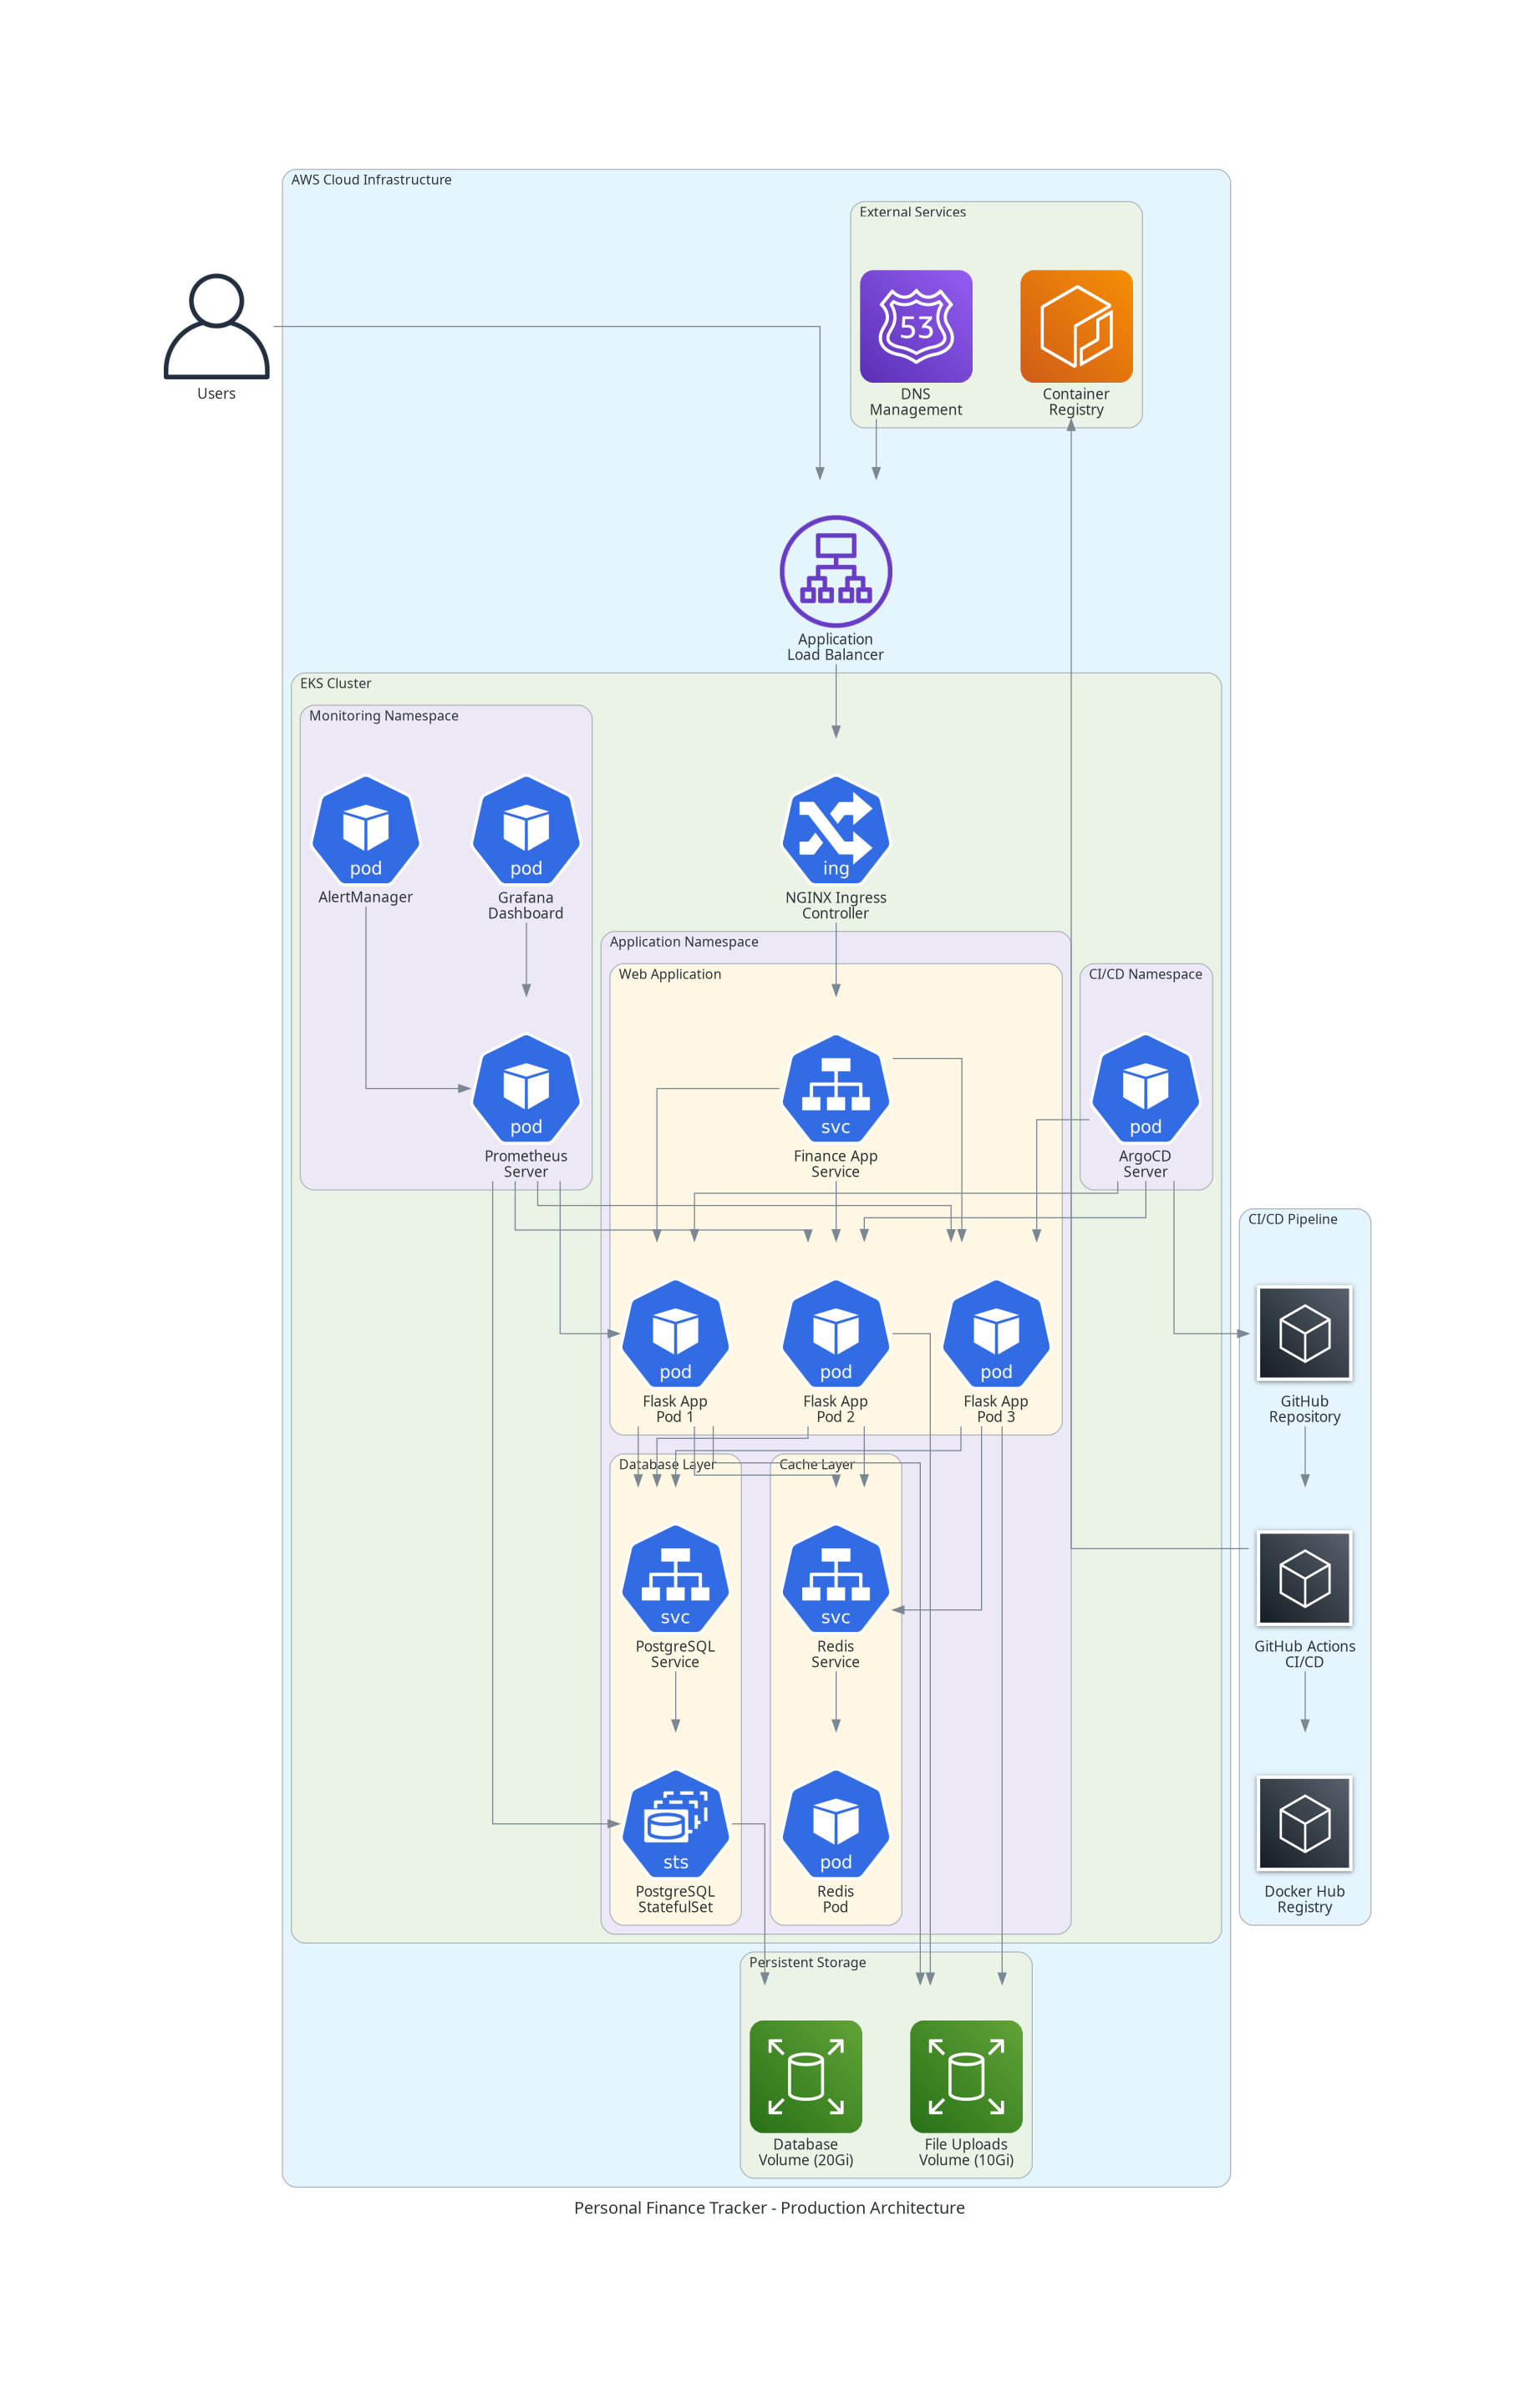 AWS Cloud Infrastructure
External Services
53
Users
DNS
Management
Container
Registry
Application
Load Balancer
EKS Cluster
Monitoring Namespace
pod
AlertManager
pod
Grafana
Dashboard
ing
NGINX Ingress
Controller
Application Namespace
Web Application
CI/CD Namespace
pod
Prometheus
Server
svc
Finance App
Service
pod
ArgoCD
Server
CI/CD Pipeline
pod
Flask App
Pod 1
pod
Flask App
Pod 2
pod
Flask App
Pod 3
GitHub
Repository
Database Layer
Cache Layer
svc
PostgreSQL
Service
svc
Redis
Service
GitHub Actions
CI/CD
sts
PostgreSQL
StatefulSet
pod
Redis
Pod
Docker Hub
Registry
Persistent Storage
Database
Volume (20Gi)
File Uploads
Volume (10Gi)
Personal Finance Tracker - Production Architecture